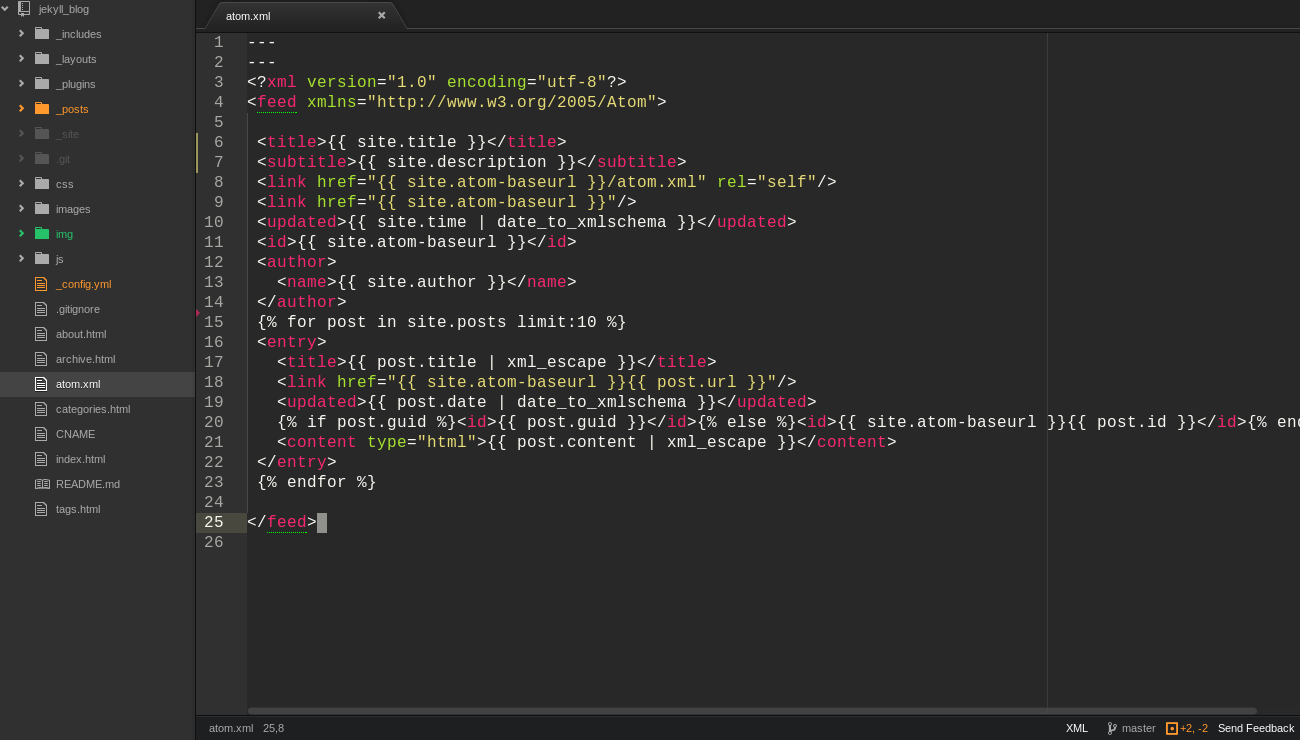 jekyll_blog
_includes
_layouts
_plugins
_posts
_site
.git
css
images
img
js
_config.yml
.gitignore
about.html
archive.html
atom.xml
categories.html
CNAME
index.html
README.md
tags.html
atom.xml
1 ---
2 ---
3 <?xml version="1.0" encoding="utf-8"?>
4 <feed xmlns="http://www.w3.org/2005/Atom">
5
6 <title>{{ site.title }}</title>
7 <subtitle>{{ site.description }}</subtitle>
8 <link href="{{ site.atom-baseurl }}/atom.xml" rel="self"/>
9 <link href="{{ site.atom-baseurl }}"/>
10 <updated>{{ site.time | date_to_xmlschema }}</updated>
11 <id>{{ site.atom-baseurl }}</id>
12 <author>
13 <name>{{ site.author }}</name>
14 </author>
15 {% for post in site.posts limit:10 %}
16 <entry>
17 <title>{{ post.title | xml_escape }}</title>
18 <link href="{{ site.atom-baseurl }}{{ post.url }}"/>
19 <updated>{{ post.date | date_to_xmlschema }}</updated>
20 {% if post.guid %}<id>{{ post.guid }}</id>{% else %}<id>{{ site.atom-baseurl }}{{ post.id }}</id>{% end
21 <content type="html">{{ post.content | xml_escape }}</content>
22 </entry>
23 {% endfor %}
24
25 </feed>
26
atom.xml 25,8
XML master +2, -2 Send Feedback